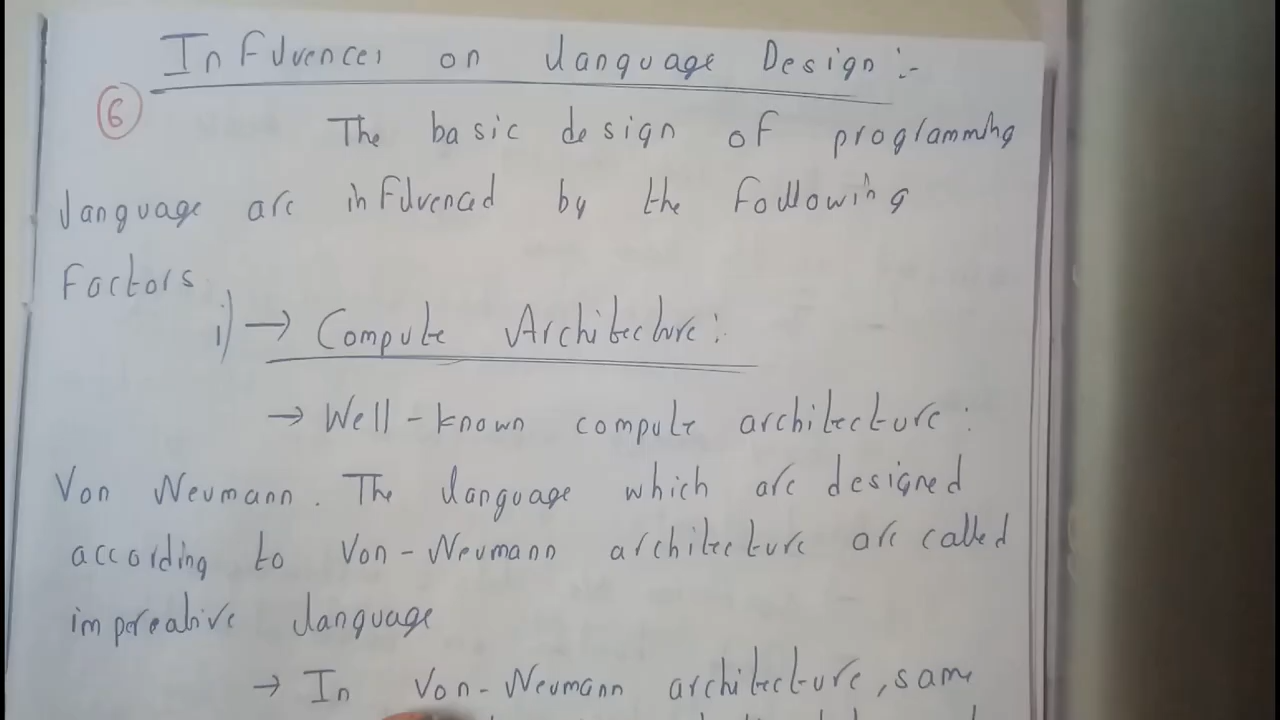 Influences on language Design :-
6
The basic design of programming
language are influenced by the following
Factors
i) → Compute Architecture :
→ Well-known compute architecture :
Von Neumann. The language which are designed
according to Von-Neumann architecture are called
impreative language
→ In Von-Neumann architecture, same